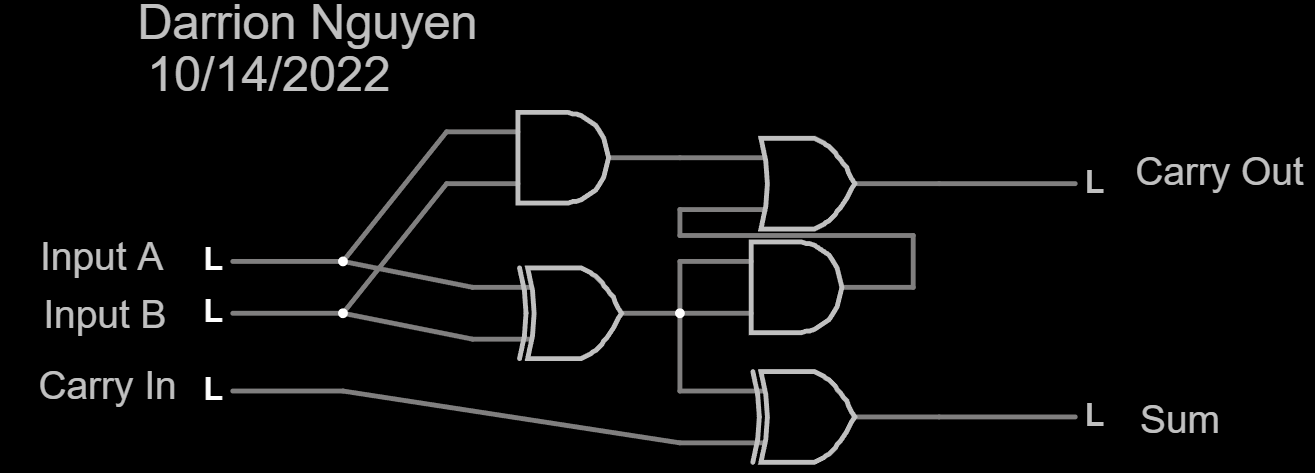 Darrion Nguyen
10/14/2022
L Carry Out
Input A L
Input B L
Carry In L
L Sum